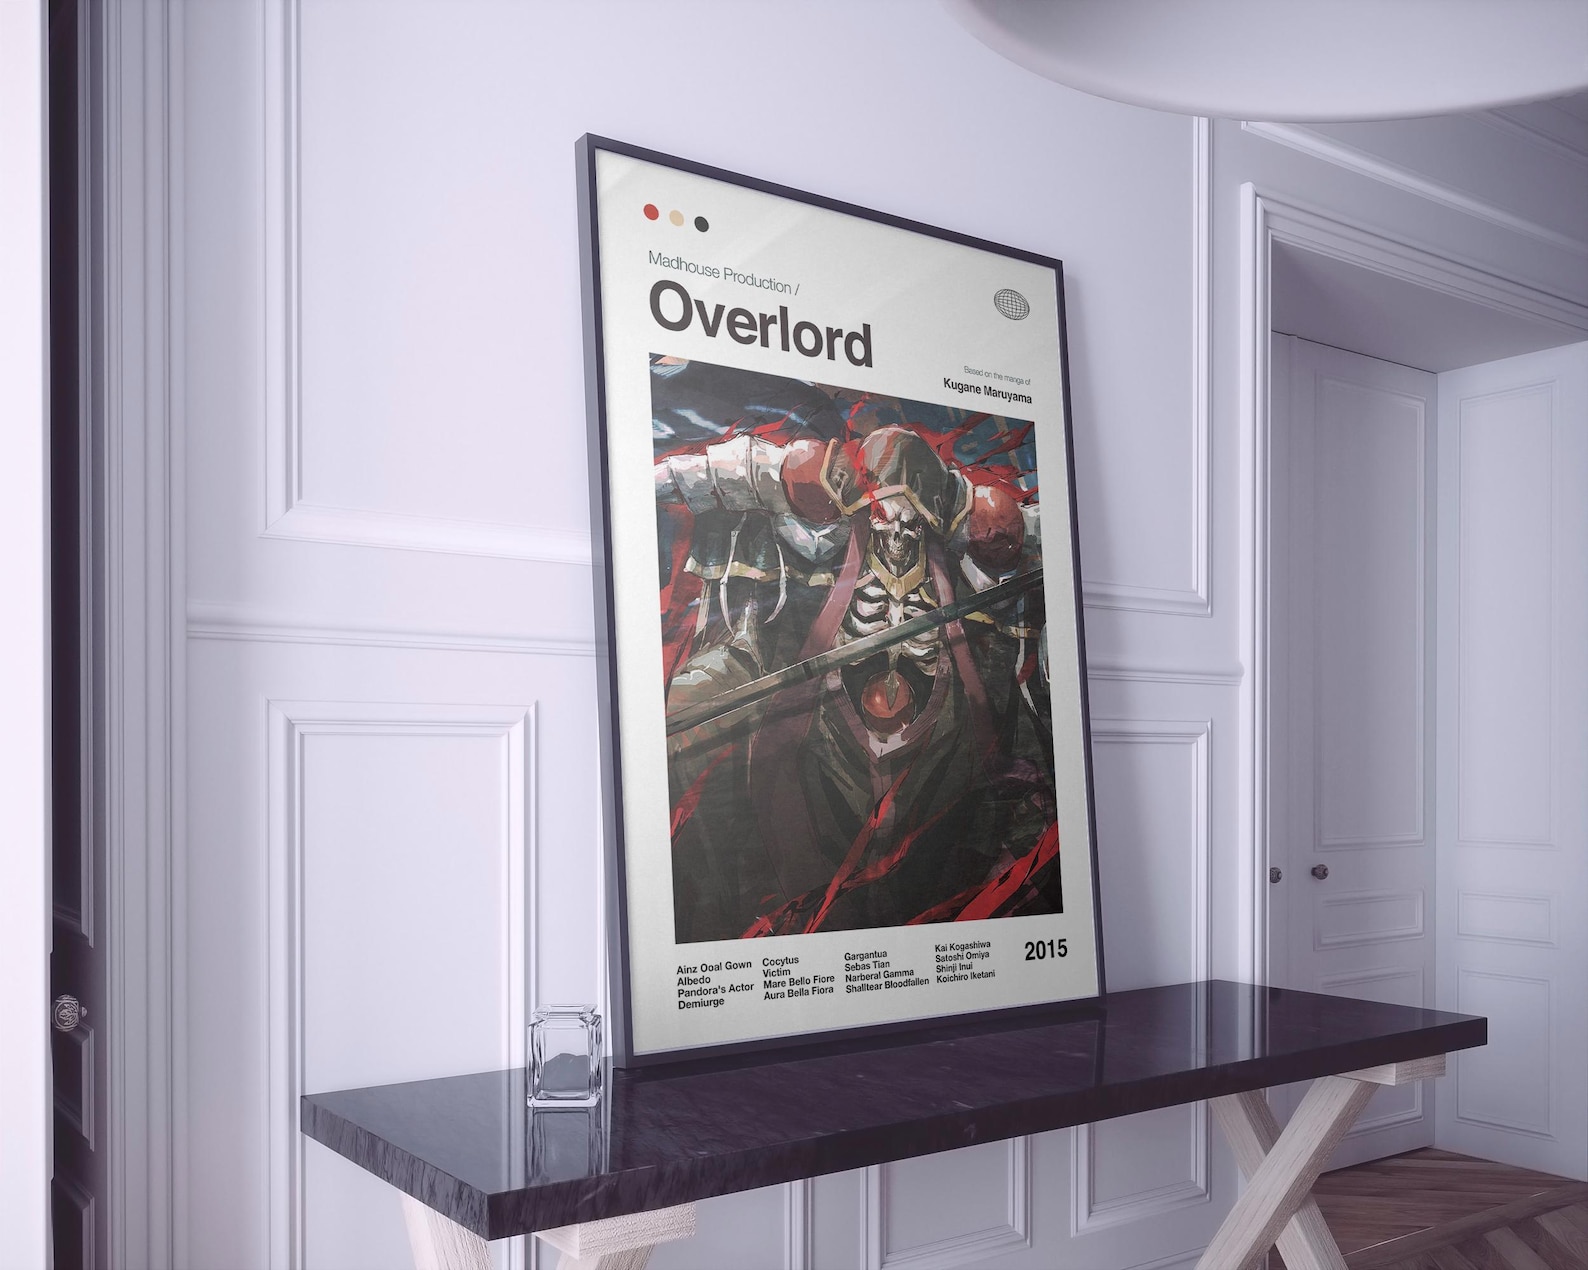 Madhouse Production /
Overlord
Based on the manga of
Kugane Maruyama
Ainz Ooal Gown
Albedo
Pandora's Actor
Demiurge
Cocytus
Victim
Mare Bello Fiore
Aura Bella Fiora
Gargantua
Sebas Tian
Narberal Gamma
Shalltear Bloodfallen
Kai Kogashiwa
Satoshi Omiya
Shinji Inui
Koichiro Iketani
2015